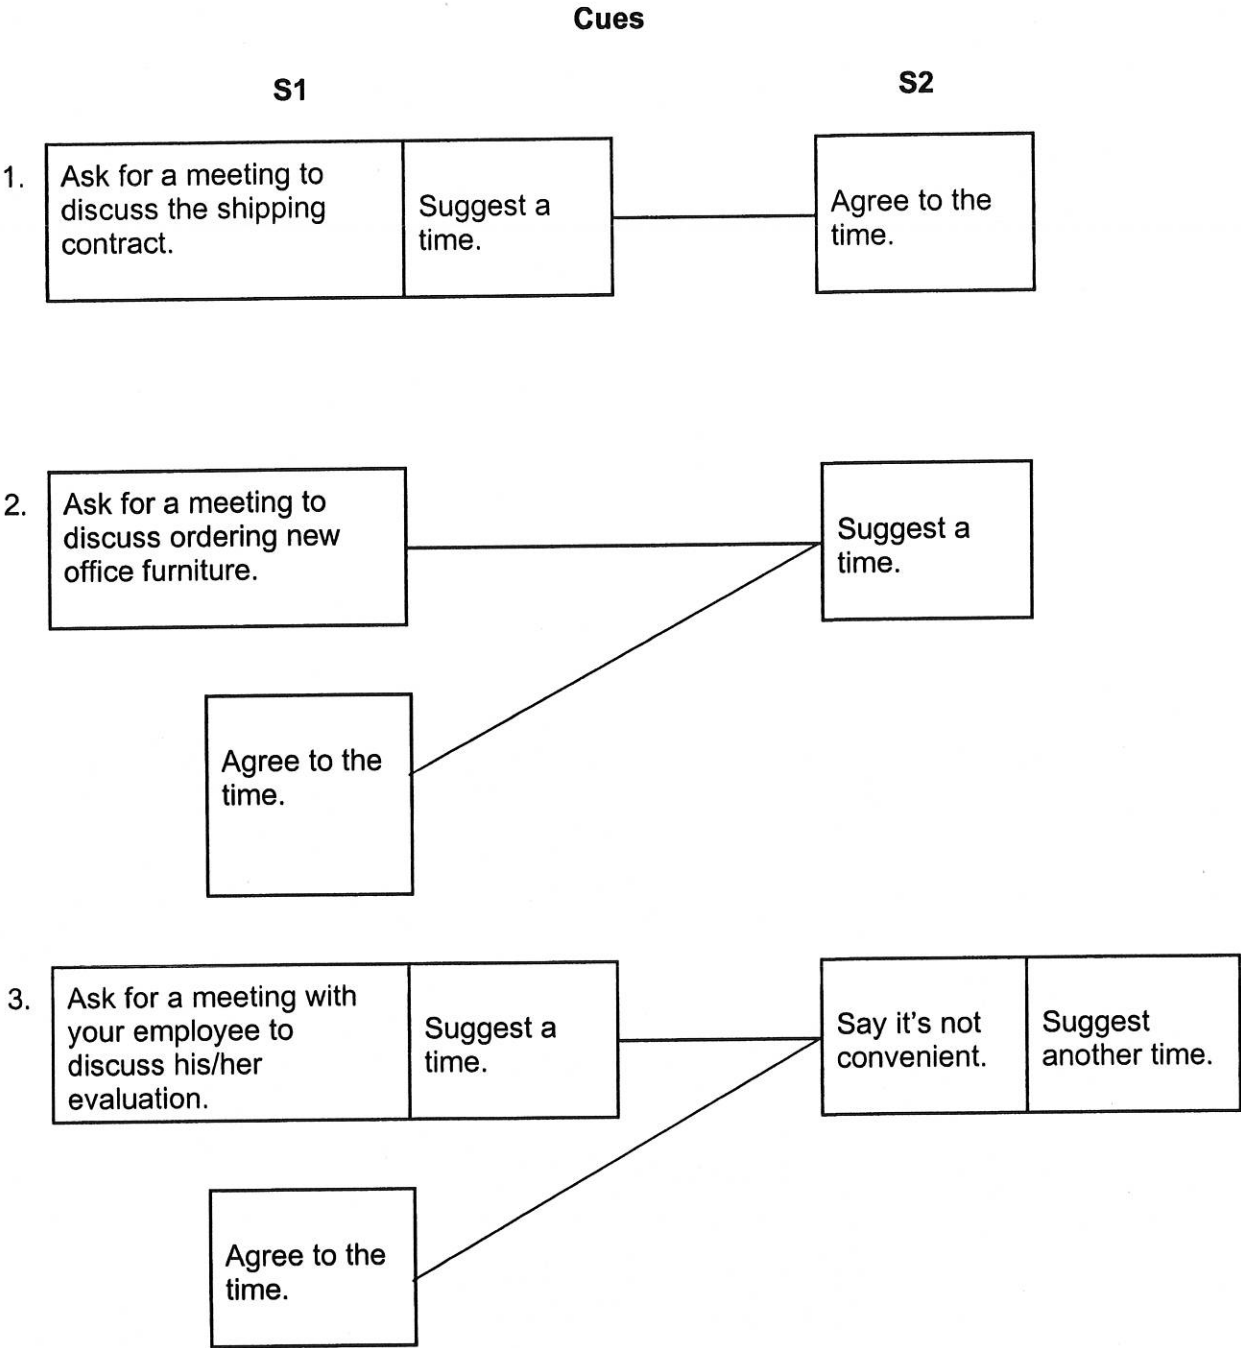 Cues
S1
S2
1.
Ask for a meeting to
discuss the shipping
contract.
Suggest a
time.
Agree to the
time.
2.
Ask for a meeting to
discuss ordering new
office furniture.
Suggest a
time.
Agree to the
time.
3.
Ask for a meeting with
your employee to
discuss his/her
evaluation.
Suggest a
time.
Say it's not
convenient.
Suggest
another time.
Agree to the
time.